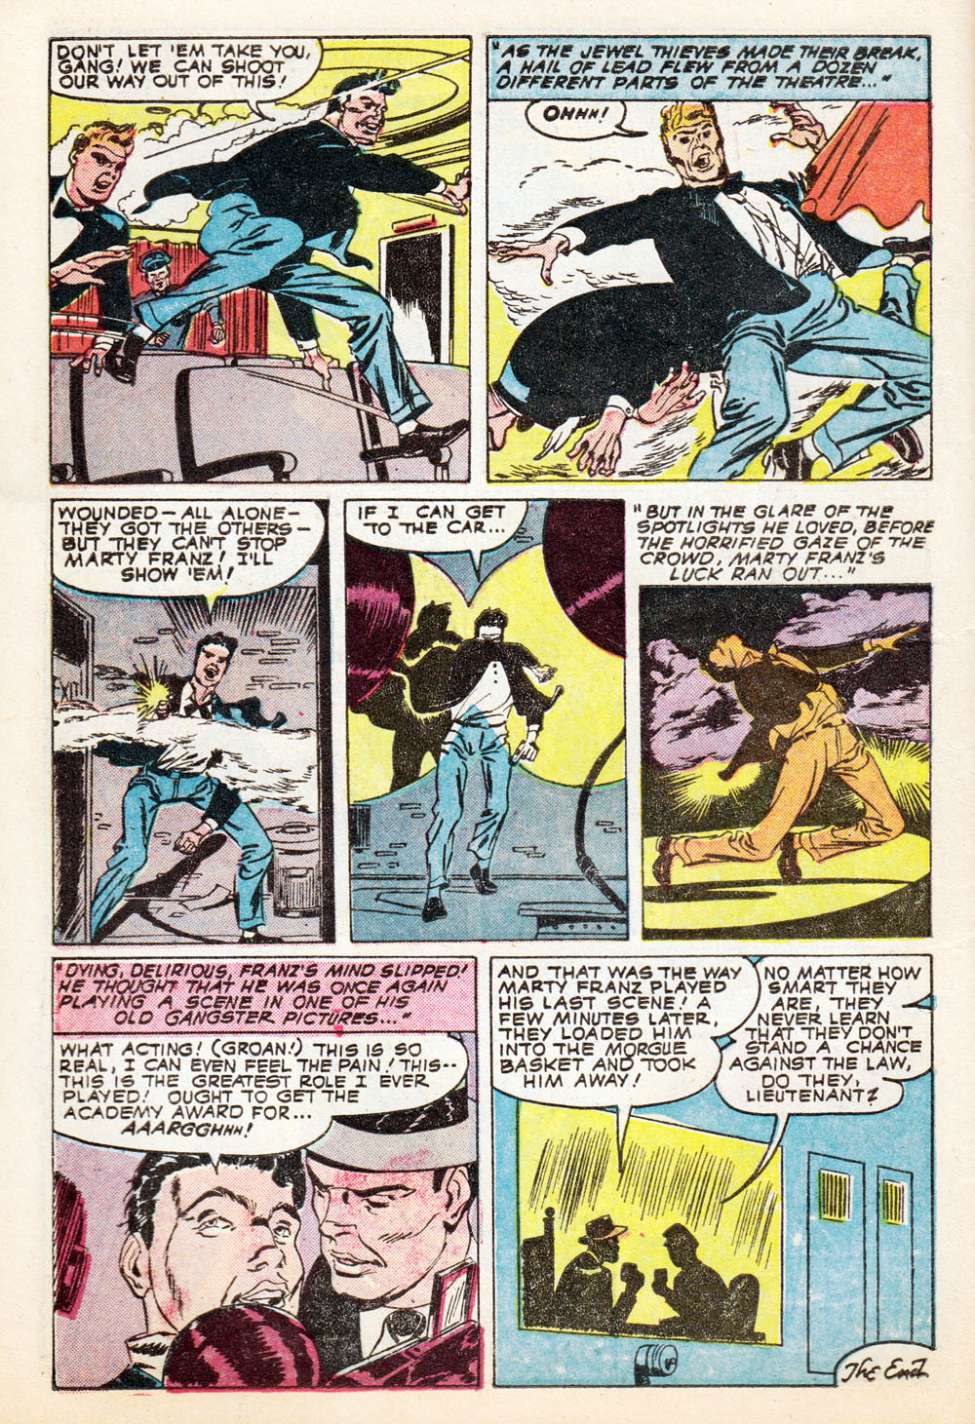 DON'T LET 'EM TAKE YOU,
GANG! WE CAN SHOOT
OUR WAY OUT OF THIS!
"AS THE JEWEL THIEVES MADE THEIR BREAK,
A HAIL OF LEAD FLEW FROM A DOZEN
DIFFERENT PARTS OF THE THEATRE..."
OHHH!
WOUNDED—ALL ALONE—
THEY GOT THE OTHERS—
BUT THEY CAN'T STOP
MARTY FRANZ! I'LL
SHOW 'EM!
IF I CAN GET
TO THE CAR...
"BUT IN THE GLARE OF THE
SPOTLIGHTS HE LOVED, BEFORE
THE HORRIFIED GAZE OF THE
CROWD, MARTY FRANZ'S
LUCK RAN OUT..."
"DYING, DELIRIOUS, FRANZ'S MIND SLIPPED!
HE THOUGHT THAT HE WAS ONCE AGAIN
PLAYING A SCENE IN ONE OF HIS
OLD GANGSTER PICTURES..."
WHAT ACTING! (GROAN!) THIS IS SO
REAL, I CAN EVEN FEEL THE PAIN! THIS--
THIS IS THE GREATEST ROLE I EVER
PLAYED! OUGHT TO GET THE
ACADEMY AWARD FOR...
AAARGGHHH!
AND THAT WAS THE WAY
MARTY FRANZ PLAYED
HIS LAST SCENE! A
FEW MINUTES LATER,
THEY LOADED HIM
INTO THE MORGUE
BASKET AND TOOK
HIM AWAY!
NO MATTER HOW
SMART THEY
ARE, THEY
NEVER LEARN
THAT THEY DON'T
STAND A CHANCE
AGAINST THE LAW,
DO THEY,
LIEUTENANT?
THE END